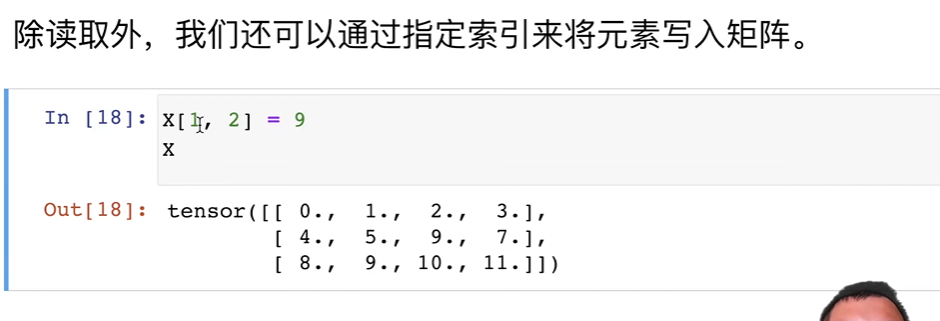 除读取外，我们还可以通过指定索引来将元素写入矩阵。
In [18]: X[1, 2] = 9
X
Out[18]: tensor([[ 0.,  1.,  2.,  3.],
[ 4.,  5.,  9.,  7.],
[ 8.,  9., 10., 11.]])